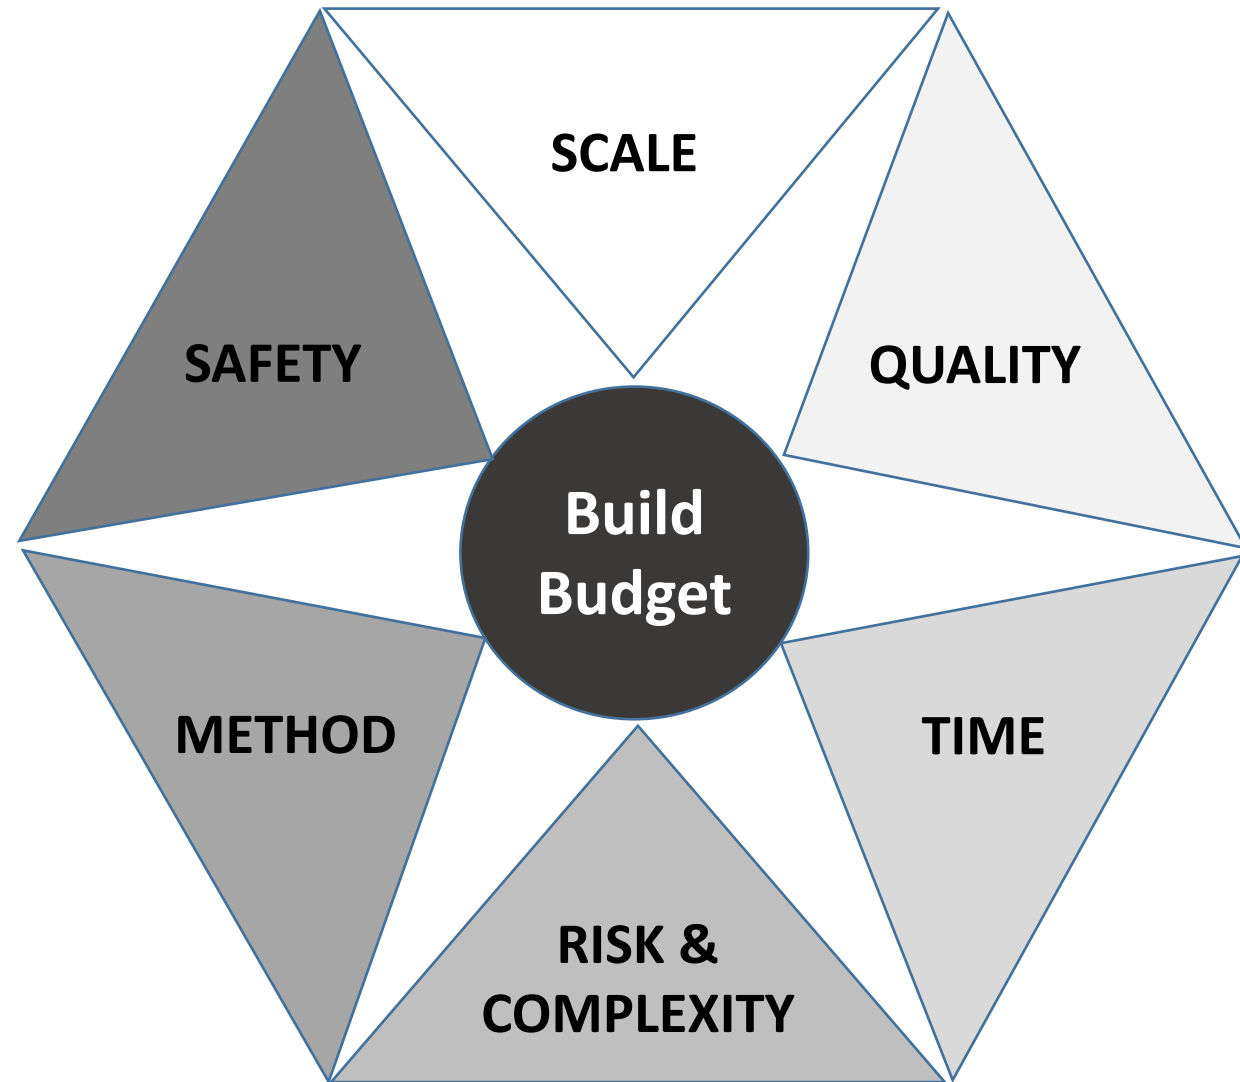 SCALE
QUALITY
TIME
RISK &
COMPLEXITY
METHOD
SAFETY
Build
Budget